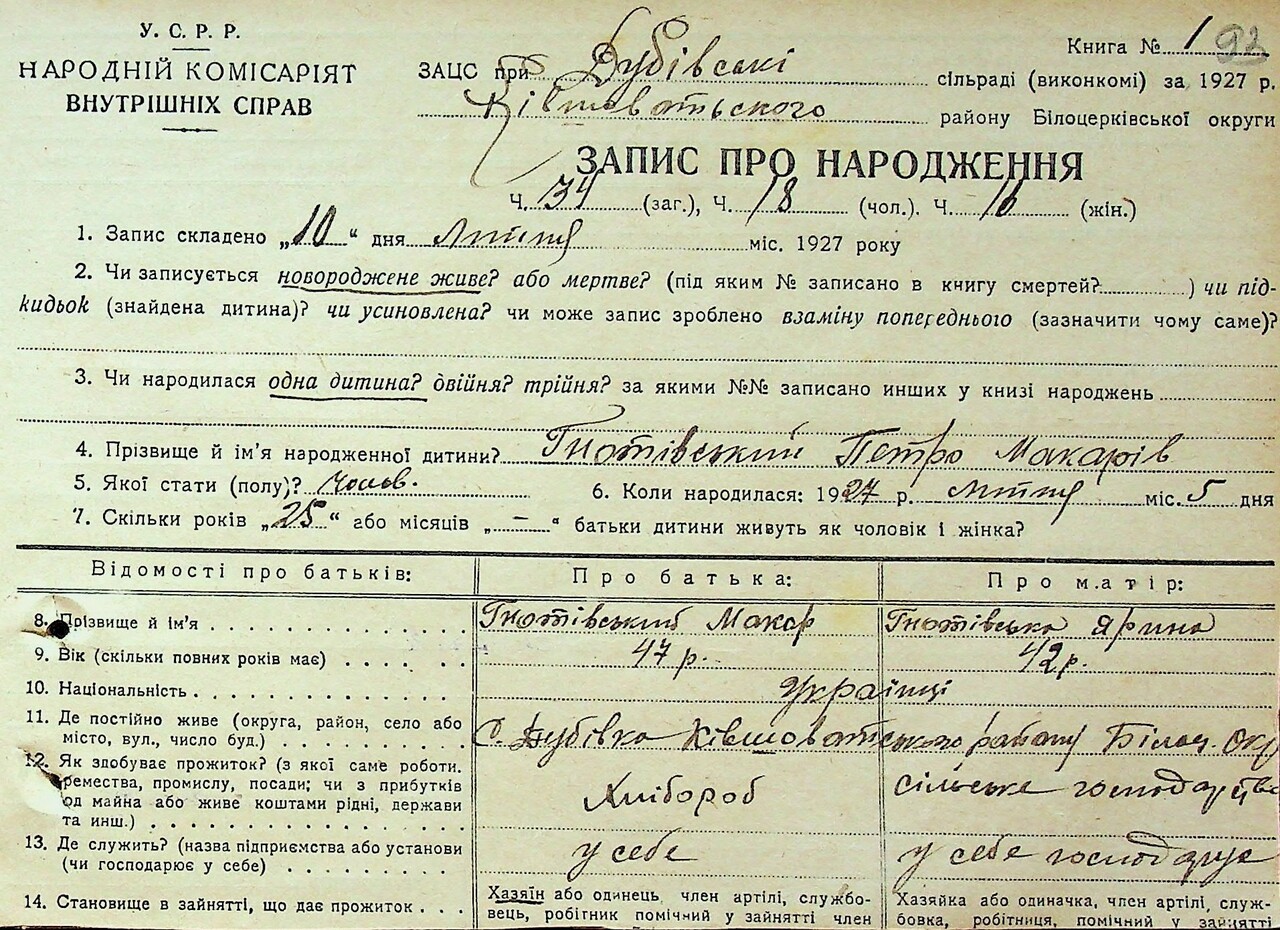 У. С. Р. Р.
НАРОДНІЙ КОМІСАРІЯТ
ВНУТРІШНІХ СПРАВ
Книга № 1 92
ЗАЦС при Дубівські сільраді (виконкомі) за 1927 р.
Ківшоватьського району Білоцерківської округи
ЗАПИС ПРО НАРОДЖЕННЯ
Ч. 34 (заг.), Ч. 18 (чол.). Ч. 16 (жін.)
1. Запис складено „10“ дня лютня міс. 1927 року
2. Чи записується новороджене живе? або мертве? (під яким № записано в книгу смертей? ) чи під-
кидьок (знайдена дитина)? чи усиновлена? чи може запис зроблено взаміну попереднього (зазначити чому саме)?
3. Чи народилася одна дитина? двійня? трійня? за якими №№ записано инших у книзі народжень
4. Прізвище й ім'я народженної дитини? Гнотівський Петро Макарів
5. Якої стати (полу)? чолов. 6. Коли народилася: 1927 р. лютня міс. 5 дня
7. Скільки років „25“ або місяців „–“ батьки дитини живуть як чоловік і жінка?
Відомості про батьків: Про батька: Про матір:
8. Прізвище й ім'я Гнотівський Макар Гнотівська Ярина
9. Вік (скільки повних років має) 47 р. 42 р.
10. Національність Українці
11. Де постійно живе (округа, район, село або
місто, вул., число буд.) С. Дубівка Ківшоватського району Білоц. Окр
12. Як здобуває прожиток? (з якої саме роботи.
ремества, промислу, посади; чи з прибутків
од майна або живе коштами рідні, держави
та инш.) Хлібороб сільське господарство
13. Де служить? (назва підприємства або установи
(чи господарює у себе) у себе у себе господарює
14. Становище в зайнятті, що дає прожиток
Хазяїн або одинець, член артілі, службо-
вець, робітник помічний у зайнятті член
Хазяйка або одиначка, член артілі, служ-
бовка, робітниця, помічний у зайнятті